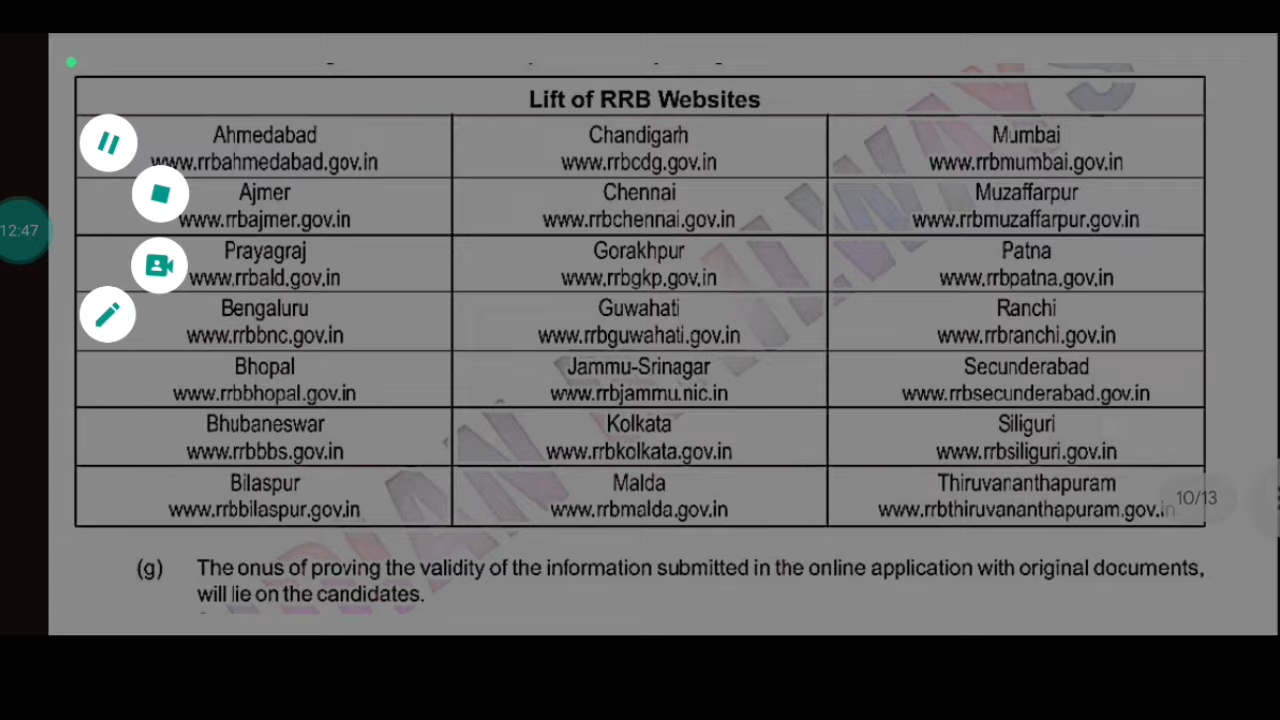 Lift of RRB Websites
Ahmedabad
www.rrbahmedabad.gov.in
Chandigarh
www.rrbcdg.gov.in
Mumbai
www.rrbmumbai.gov.in
Ajmer
www.rrbajmer.gov.in
Chennai
www.rrbchennai.gov.in
Muzaffarpur
www.rrbmuzaffarpur.gov.in
12:47
Prayagraj
www.rrbald.gov.in
Gorakhpur
www.rrbgkp.gov.in
Patna
www.rrbpatna.gov.in
Bengaluru
www.rrbbnc.gov.in
Guwahati
www.rrbguwahati.gov.in
Ranchi
www.rrbranchi.gov.in
Bhopal
www.rrbbhopal.gov.in
Jammu-Srinagar
www.rrbjammu.nic.in
Secunderabad
www.rrbsecunderabad.gov.in
Bhubaneswar
www.rrbbbs.gov.in
Kolkata
www.rrbkolkata.gov.in
Siliguri
www.rrbsiliguri.gov.in
Bilaspur
www.rrbbilaspur.gov.in
Malda
www.rrbmalda.gov.in
Thiruvananthapuram
www.rrbthiruvananthapuram.gov.in
10/13
(g) The onus of proving the validity of the information submitted in the online application with original documents,
will lie on the candidates.